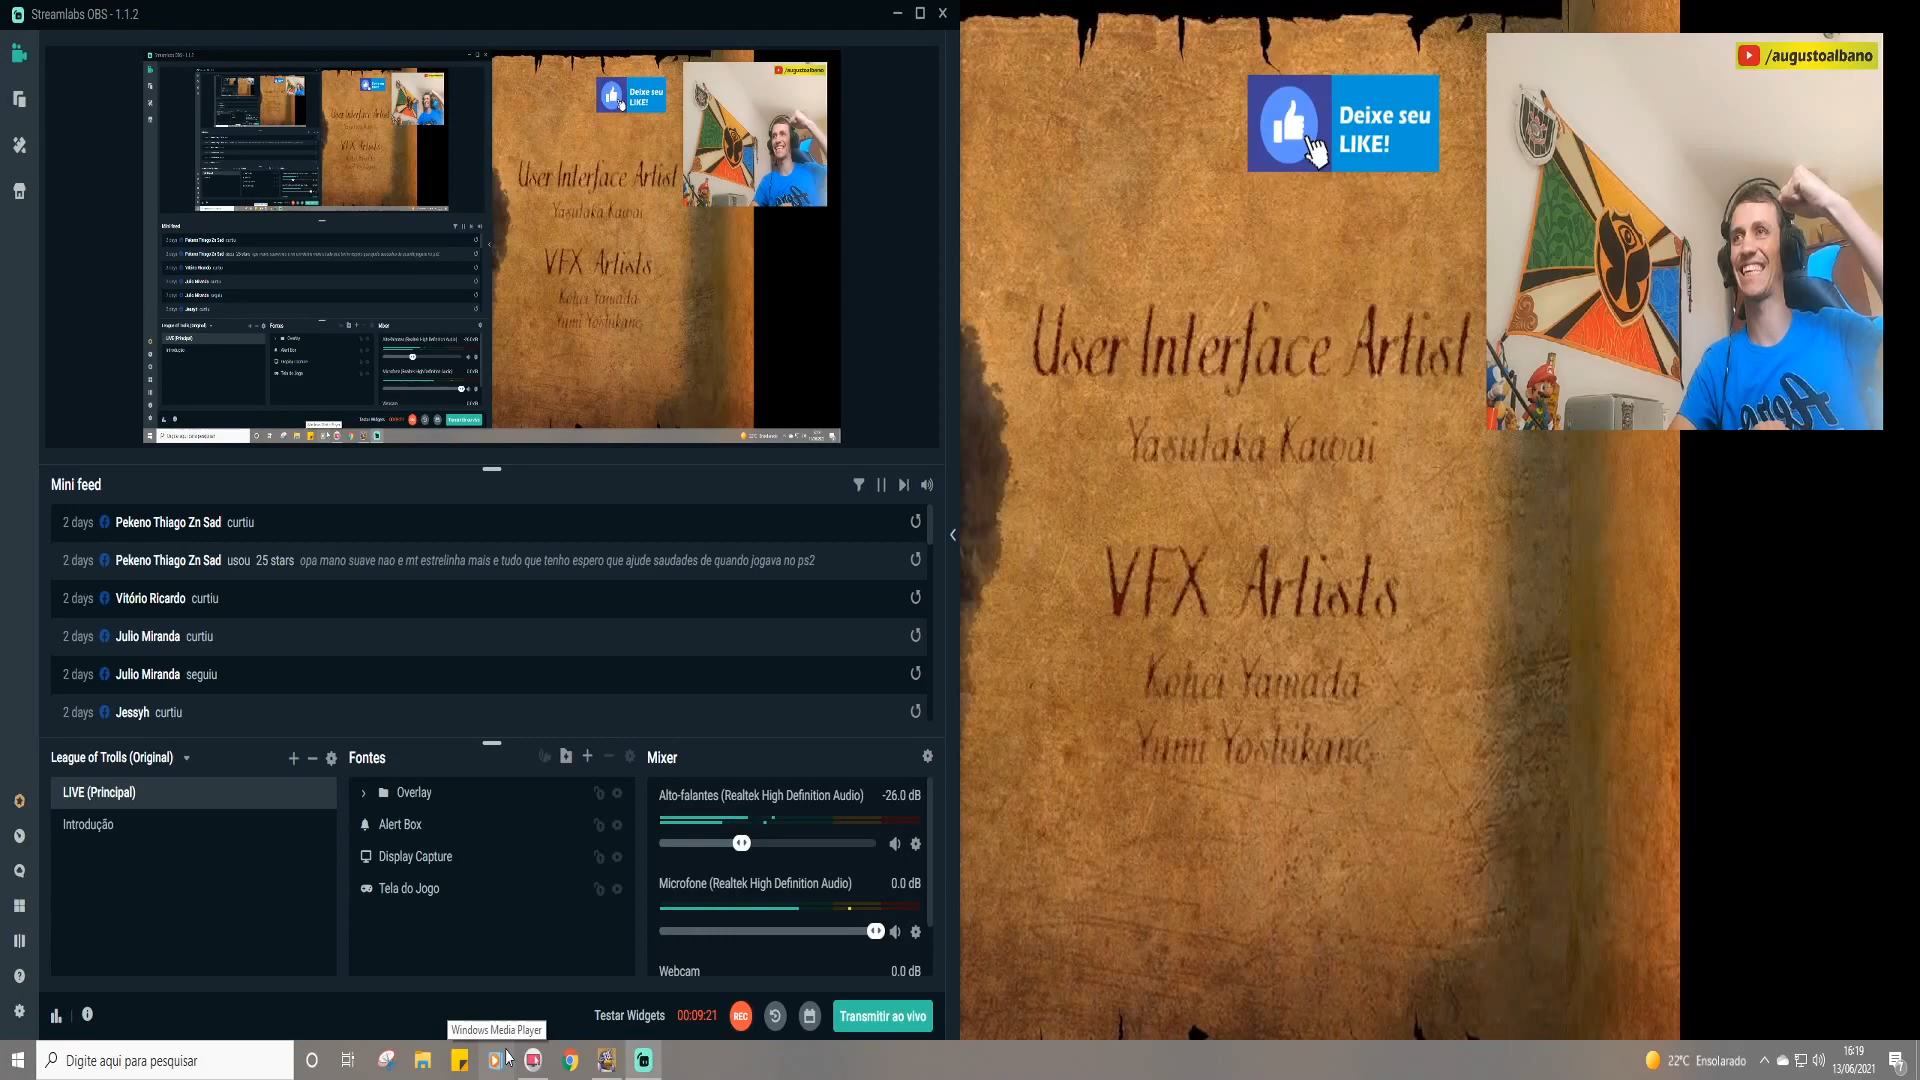 Streamlabs OBS - 1.1.2
/augustoalbano
Deixe seu
LIKE!
User Interface Artist
Yasutaka Kawai
VFX Artists
Kohei Yamada
Yumi Yoshikane
Mini feed
2 days Pekeno Thiago Zn Sad curtiu
2 days Pekeno Thiago Zn Sad usou 25 stars opa mano suave nao e mt estrelinha mais e tudo que tenho espero que ajude saudades de quando jogava no ps2
2 days Vitório Ricardo curtiu
2 days Julio Miranda curtiu
2 days Julio Miranda seguiu
2 days Jessyh curtiu
League of Trolls (Original)
LIVE (Principal)
Introdução
Fontes
Overlay
Alert Box
Display Capture
Tela do Jogo
Mixer
Alto-falantes (Realtek High Definition Audio) -26.0 dB
Microfone (Realtek High Definition Audio) 0.0 dB
Webcam 0.0 dB
Testar Widgets 00:09:21 REC Transmitir ao vivo
Windows Media Player
Digite aqui para pesquisar
22°C Ensolarado
16:19
13/06/2021
7